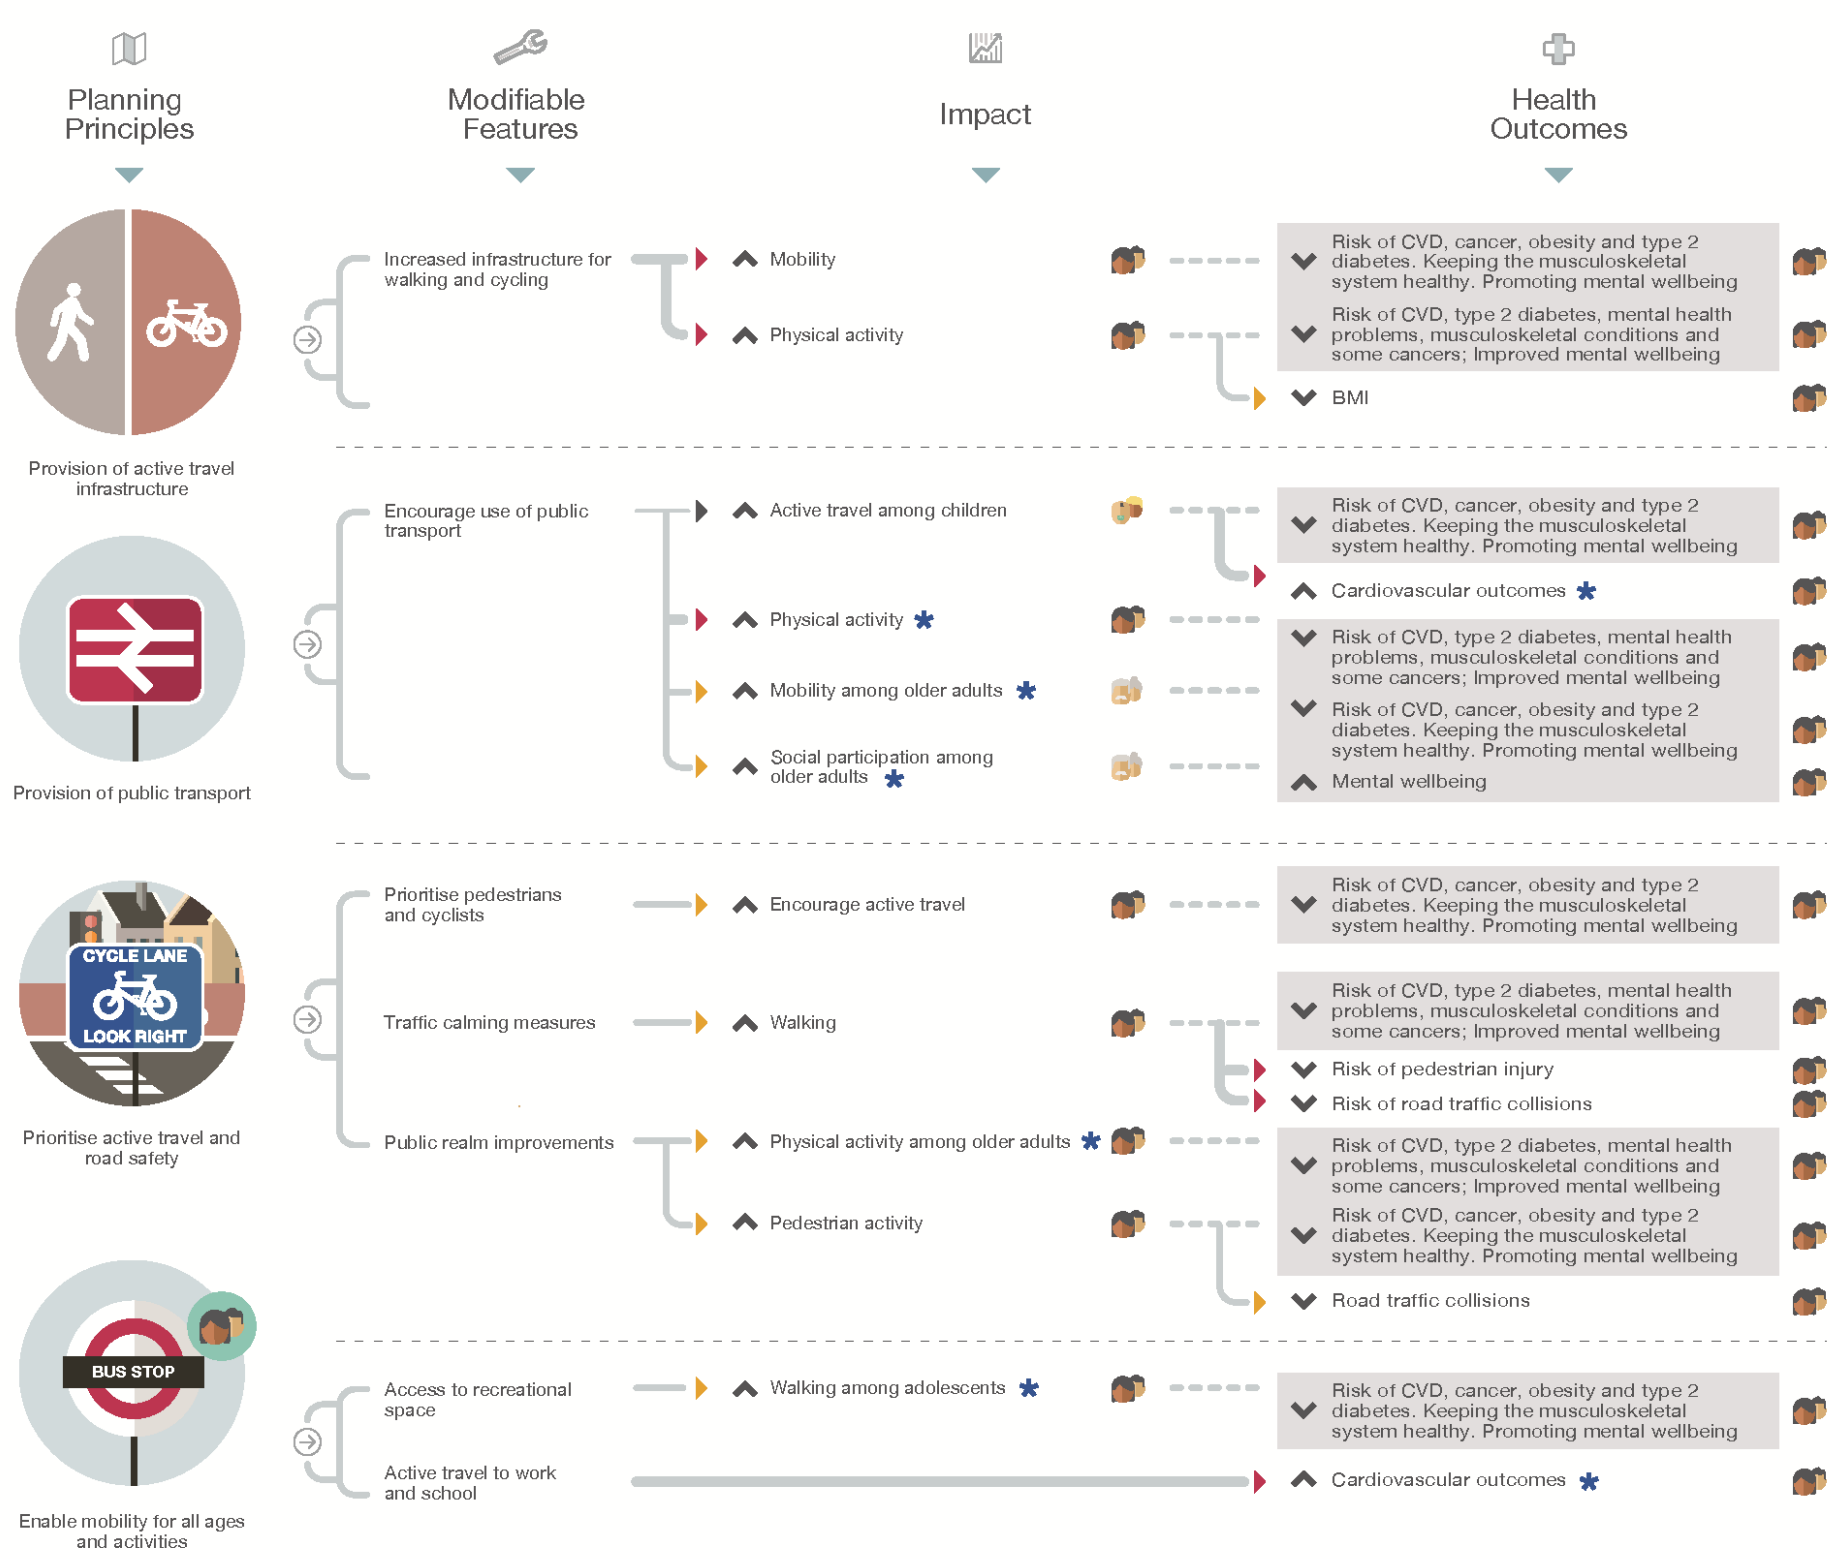 Planning
Principles
Modifiable
Features
Impact
Health
Outcomes
Provision of active travel
infrastructure
Increased infrastructure for
walking and cycling
Mobility
Risk of CVD, cancer, obesity and type 2
diabetes. Keeping the musculoskeletal
system healthy. Promoting mental wellbeing
Physical activity
Risk of CVD, type 2 diabetes, mental health
problems, musculoskeletal conditions and
some cancers; Improved mental wellbeing
BMI
Provision of public transport
Encourage use of public
transport
Active travel among children
Risk of CVD, cancer, obesity and type 2
diabetes. Keeping the musculoskeletal
system healthy. Promoting mental wellbeing
Cardiovascular outcomes *
Physical activity *
Risk of CVD, type 2 diabetes, mental health
problems, musculoskeletal conditions and
some cancers; Improved mental wellbeing
Mobility among older adults *
Risk of CVD, cancer, obesity and type 2
diabetes. Keeping the musculoskeletal
system healthy. Promoting mental wellbeing
Social participation among
older adults *
Mental wellbeing
CYCLE LANE
LOOK RIGHT
Prioritise active travel and
road safety
Prioritise pedestrians
and cyclists
Encourage active travel
Risk of CVD, cancer, obesity and type 2
diabetes. Keeping the musculoskeletal
system healthy. Promoting mental wellbeing
Traffic calming measures
Walking
Risk of CVD, type 2 diabetes, mental health
problems, musculoskeletal conditions and
some cancers; Improved mental wellbeing
Risk of pedestrian injury
Risk of road traffic collisions
Public realm improvements
Physical activity among older adults *
Risk of CVD, type 2 diabetes, mental health
problems, musculoskeletal conditions and
some cancers; Improved mental wellbeing
Pedestrian activity
Risk of CVD, cancer, obesity and type 2
diabetes. Keeping the musculoskeletal
system healthy. Promoting mental wellbeing
Road traffic collisions
BUS STOP
Enable mobility for all ages
and activities
Access to recreational
space
Walking among adolescents *
Risk of CVD, cancer, obesity and type 2
diabetes. Keeping the musculoskeletal
system healthy. Promoting mental wellbeing
Active travel to work
and school
Cardiovascular outcomes *